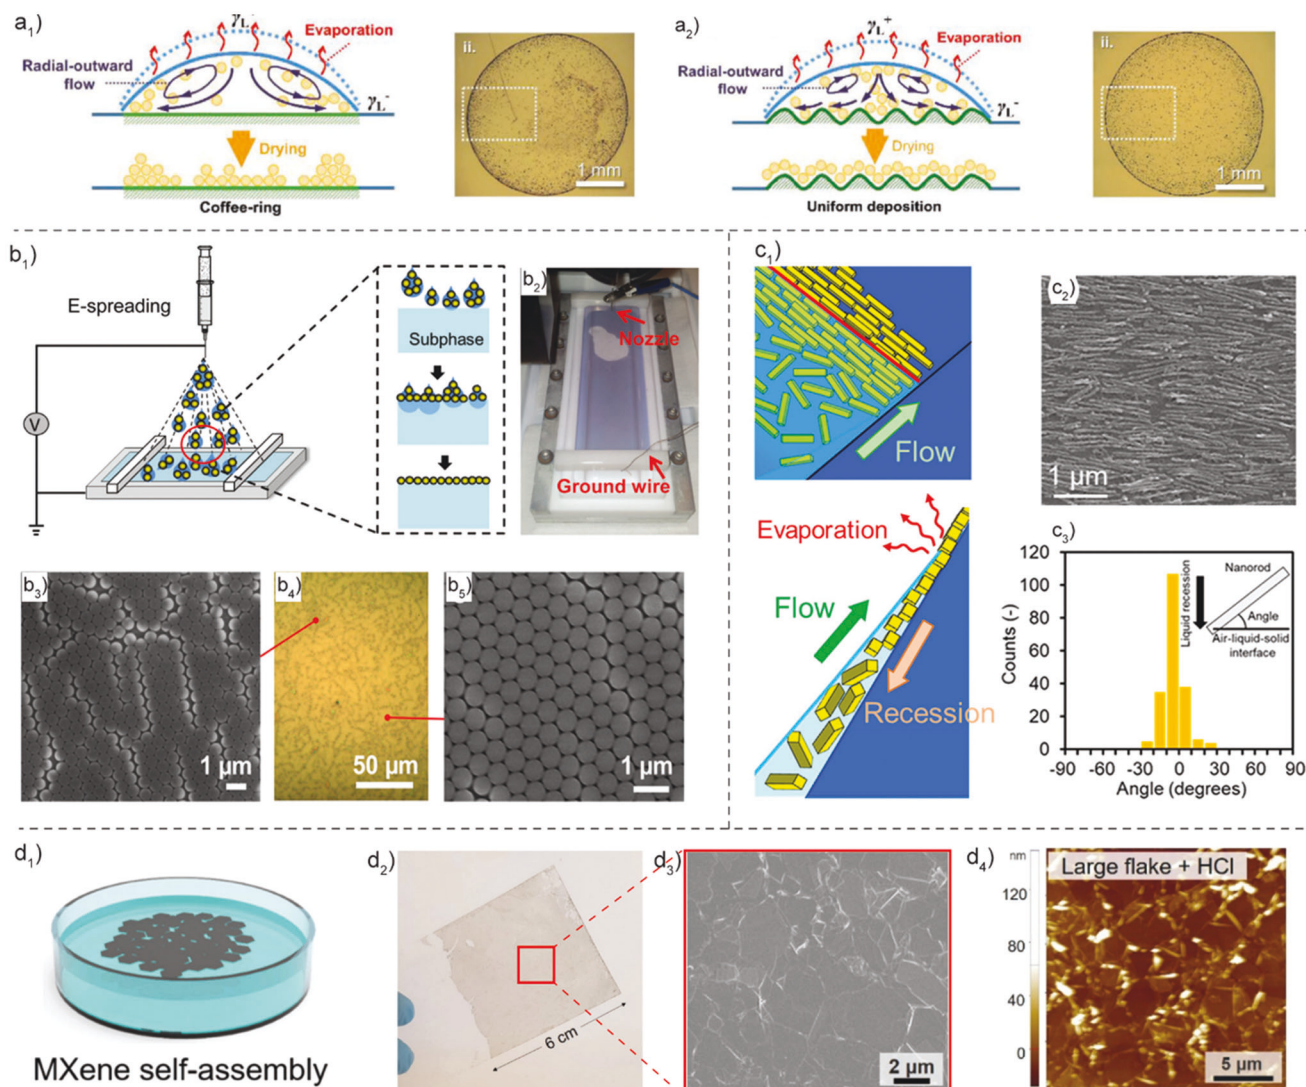 a1)
γL-
Evaporation
Radial-outward
flow
γL-
Drying
Coffee-ring
ii.
1 mm
a2)
γL+
Evaporation
Radial-outward
flow
γL-
Drying
Uniform deposition
ii.
1 mm
b1)
E-spreading
V
Subphase
b2)
Nozzle
Ground wire
b3)
1 µm
b4)
50 µm
b5)
1 µm
c1)
Flow
Evaporation
Flow
Recession
c2)
1 µm
c3)
120
100
80
60
40
20
0
Counts (-)
Liquid recession
Nanorod
Angle
Air-liquid-solid
interface
-90 -60 -30 0 30 60 90
Angle (degrees)
d1)
MXene self-assembly
d2)
6 cm
d3)
2 µm
d4)
nm
120
80
40
0
Large flake + HCl
5 µm